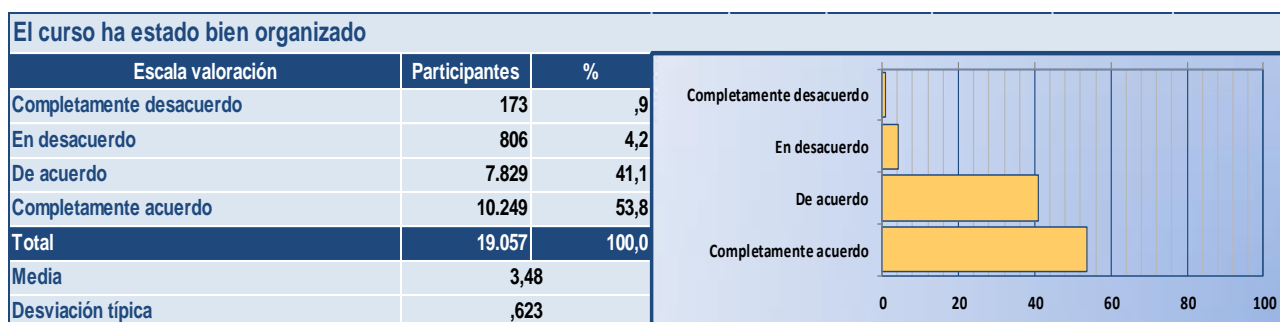 El curso ha estado bien organizado
Escala valoración Participantes %
Completamente desacuerdo 173 ,9
En desacuerdo 806 4,2
De acuerdo 7.829 41,1
Completamente acuerdo 10.249 53,8
Total 19.057 100,0
Media 3,48
Desviación típica ,623
Completamente desacuerdo
En desacuerdo
De acuerdo
Completamente acuerdo
0 20 40 60 80 100